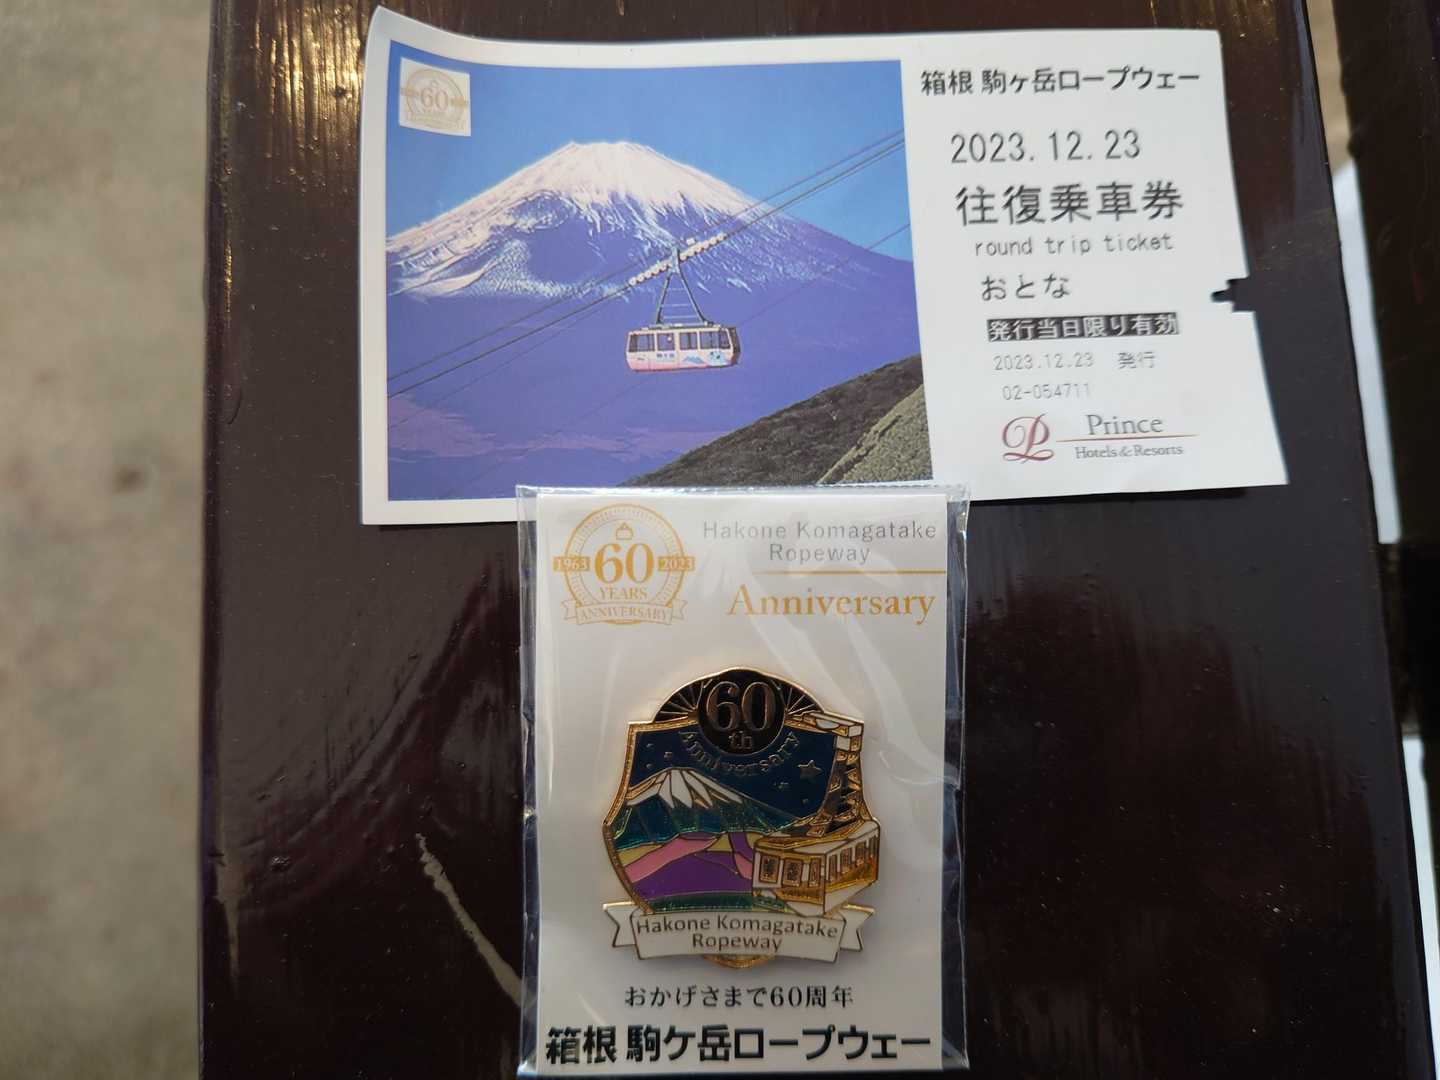 60
YEARS
箱根 駒ヶ岳ロープウェー
2023.12.23
往復乗車券
round trip ticket
おとな
発行当日限り有効
2023.12.23 発行
02-054711
Prince
Hotels & Resorts
1963 60 2023
YEARS
ANNIVERSARY
Hakone Komagatake
Ropeway
Anniversary
60
th
Anniversary
Hakone Komagatake
Ropeway
おかげさまで60周年
箱根 駒ケ岳ロープウェー